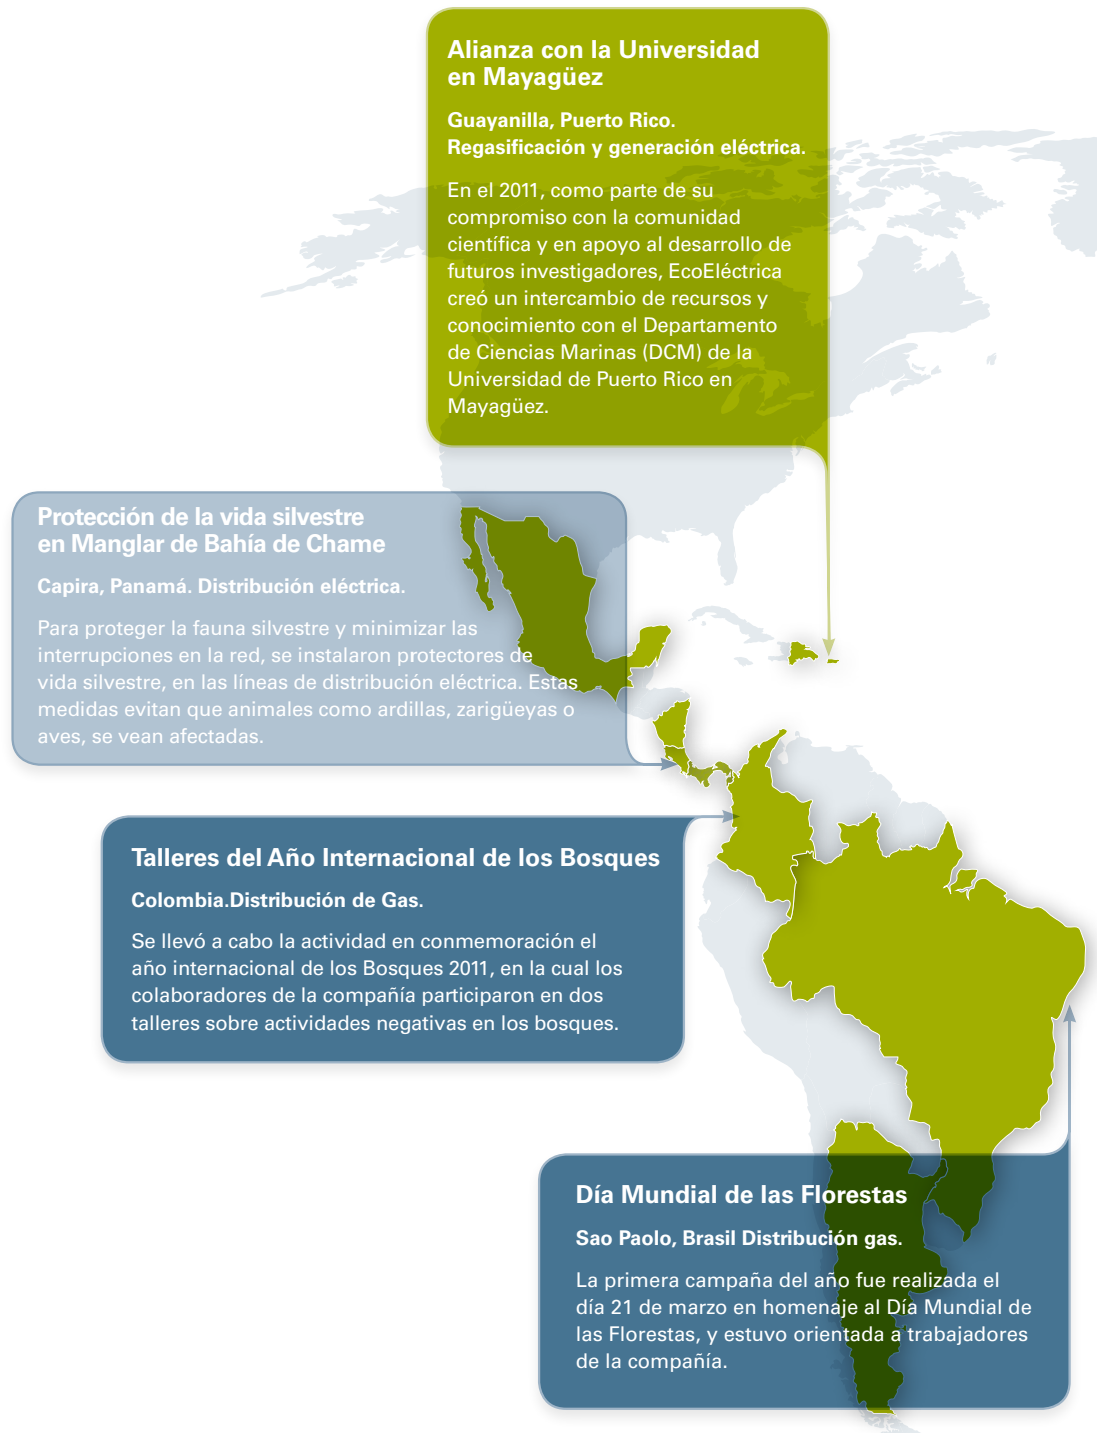 Alianza con la Universidad
en Mayagüez
Guayanilla, Puerto Rico.
Regasificación y generación eléctrica.
En el 2011, como parte de su
compromiso con la comunidad
científica y en apoyo al desarrollo de
futuros investigadores, EcoEléctrica
creó un intercambio de recursos y
conocimiento con el Departamento
de Ciencias Marinas (DCM) de la
Universidad de Puerto Rico en
Mayagüez.
Protección de la vida silvestre
en Manglar de Bahía de Chame
Capira, Panamá. Distribución eléctrica.
Para proteger la fauna silvestre y minimizar las
interrupciones en la red, se instalaron protectores de
vida silvestre, en las líneas de distribución eléctrica. Estas
medidas evitan que animales como ardillas, zarigüeyas o
aves, se vean afectadas.
Talleres del Año Internacional de los Bosques
Colombia.Distribución de Gas.
Se llevó a cabo la actividad en conmemoración el
año internacional de los Bosques 2011, en la cual los
colaboradores de la compañía participaron en dos
talleres sobre actividades negativas en los bosques.
Día Mundial de las Florestas
Sao Paolo, Brasil Distribución gas.
La primera campaña del año fue realizada el
día 21 de marzo en homenaje al Día Mundial de
las Florestas, y estuvo orientada a trabajadores
de la compañía.